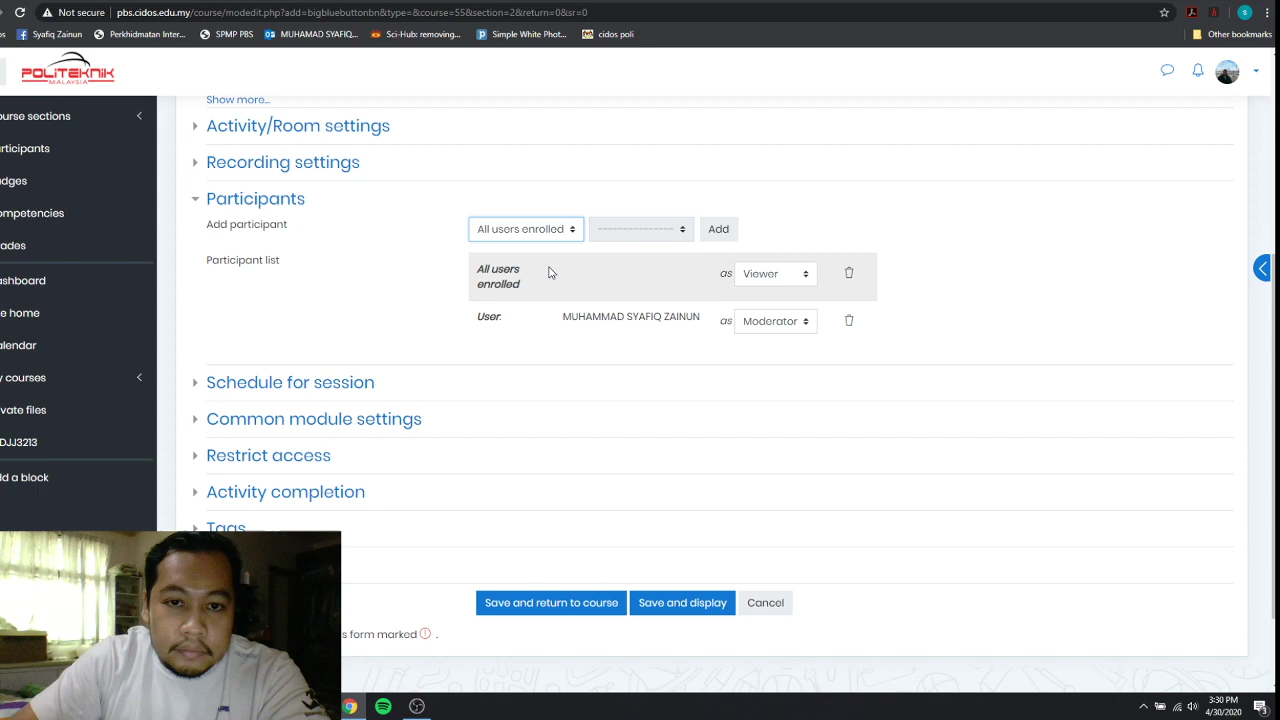 Not secure | pbs.cidos.edu.my/course/modedit.php?add=bigbluebuttonbn&type=&course=55&section=2&return=0&sr=0
Syafiq Zainun
Perkhidmatan Inter...
SPMP PBS
MUHAMAD SYAFIQ...
Sci-Hub: removing...
Simple White Phot...
cidos poli
Other bookmarks
POLITEKNIK
MALAYSIA
ourse sections
articipants
adges
ompetencies
ades
ashboard
te home
alendar
y courses
ivate files
DJJ3213
d a block
Show more...
Activity/Room settings
Recording settings
Participants
Add participant
All users enrolled
---------------
Add
Participant list
All users enrolled
as
Viewer
User:
MUHAMMAD SYAFIQ ZAINUN
as
Moderator
Schedule for session
Common module settings
Restrict access
Activity completion
Tags
Save and return to course
Save and display
Cancel
s form marked
3:30 PM
4/30/2020
3